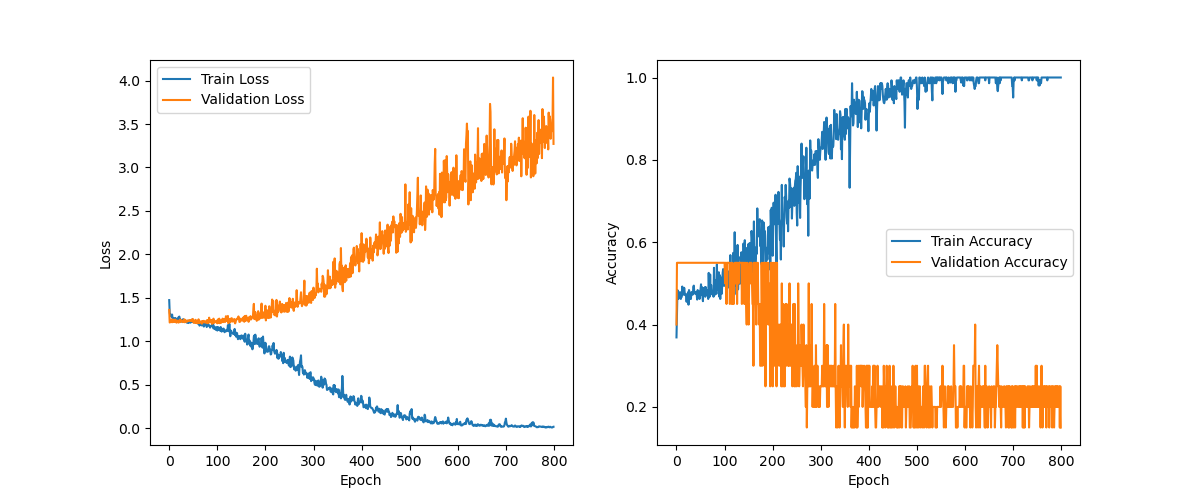 Train Loss
Validation Loss
4.0
3.5
3.0
2.5
2.0
1.5
1.0
0.5
0.0
Loss
0 100 200 300 400 500 600 700 800
Epoch
1.0
0.8
0.6
0.4
0.2
Accuracy
Train Accuracy
Validation Accuracy
0 100 200 300 400 500 600 700 800
Epoch